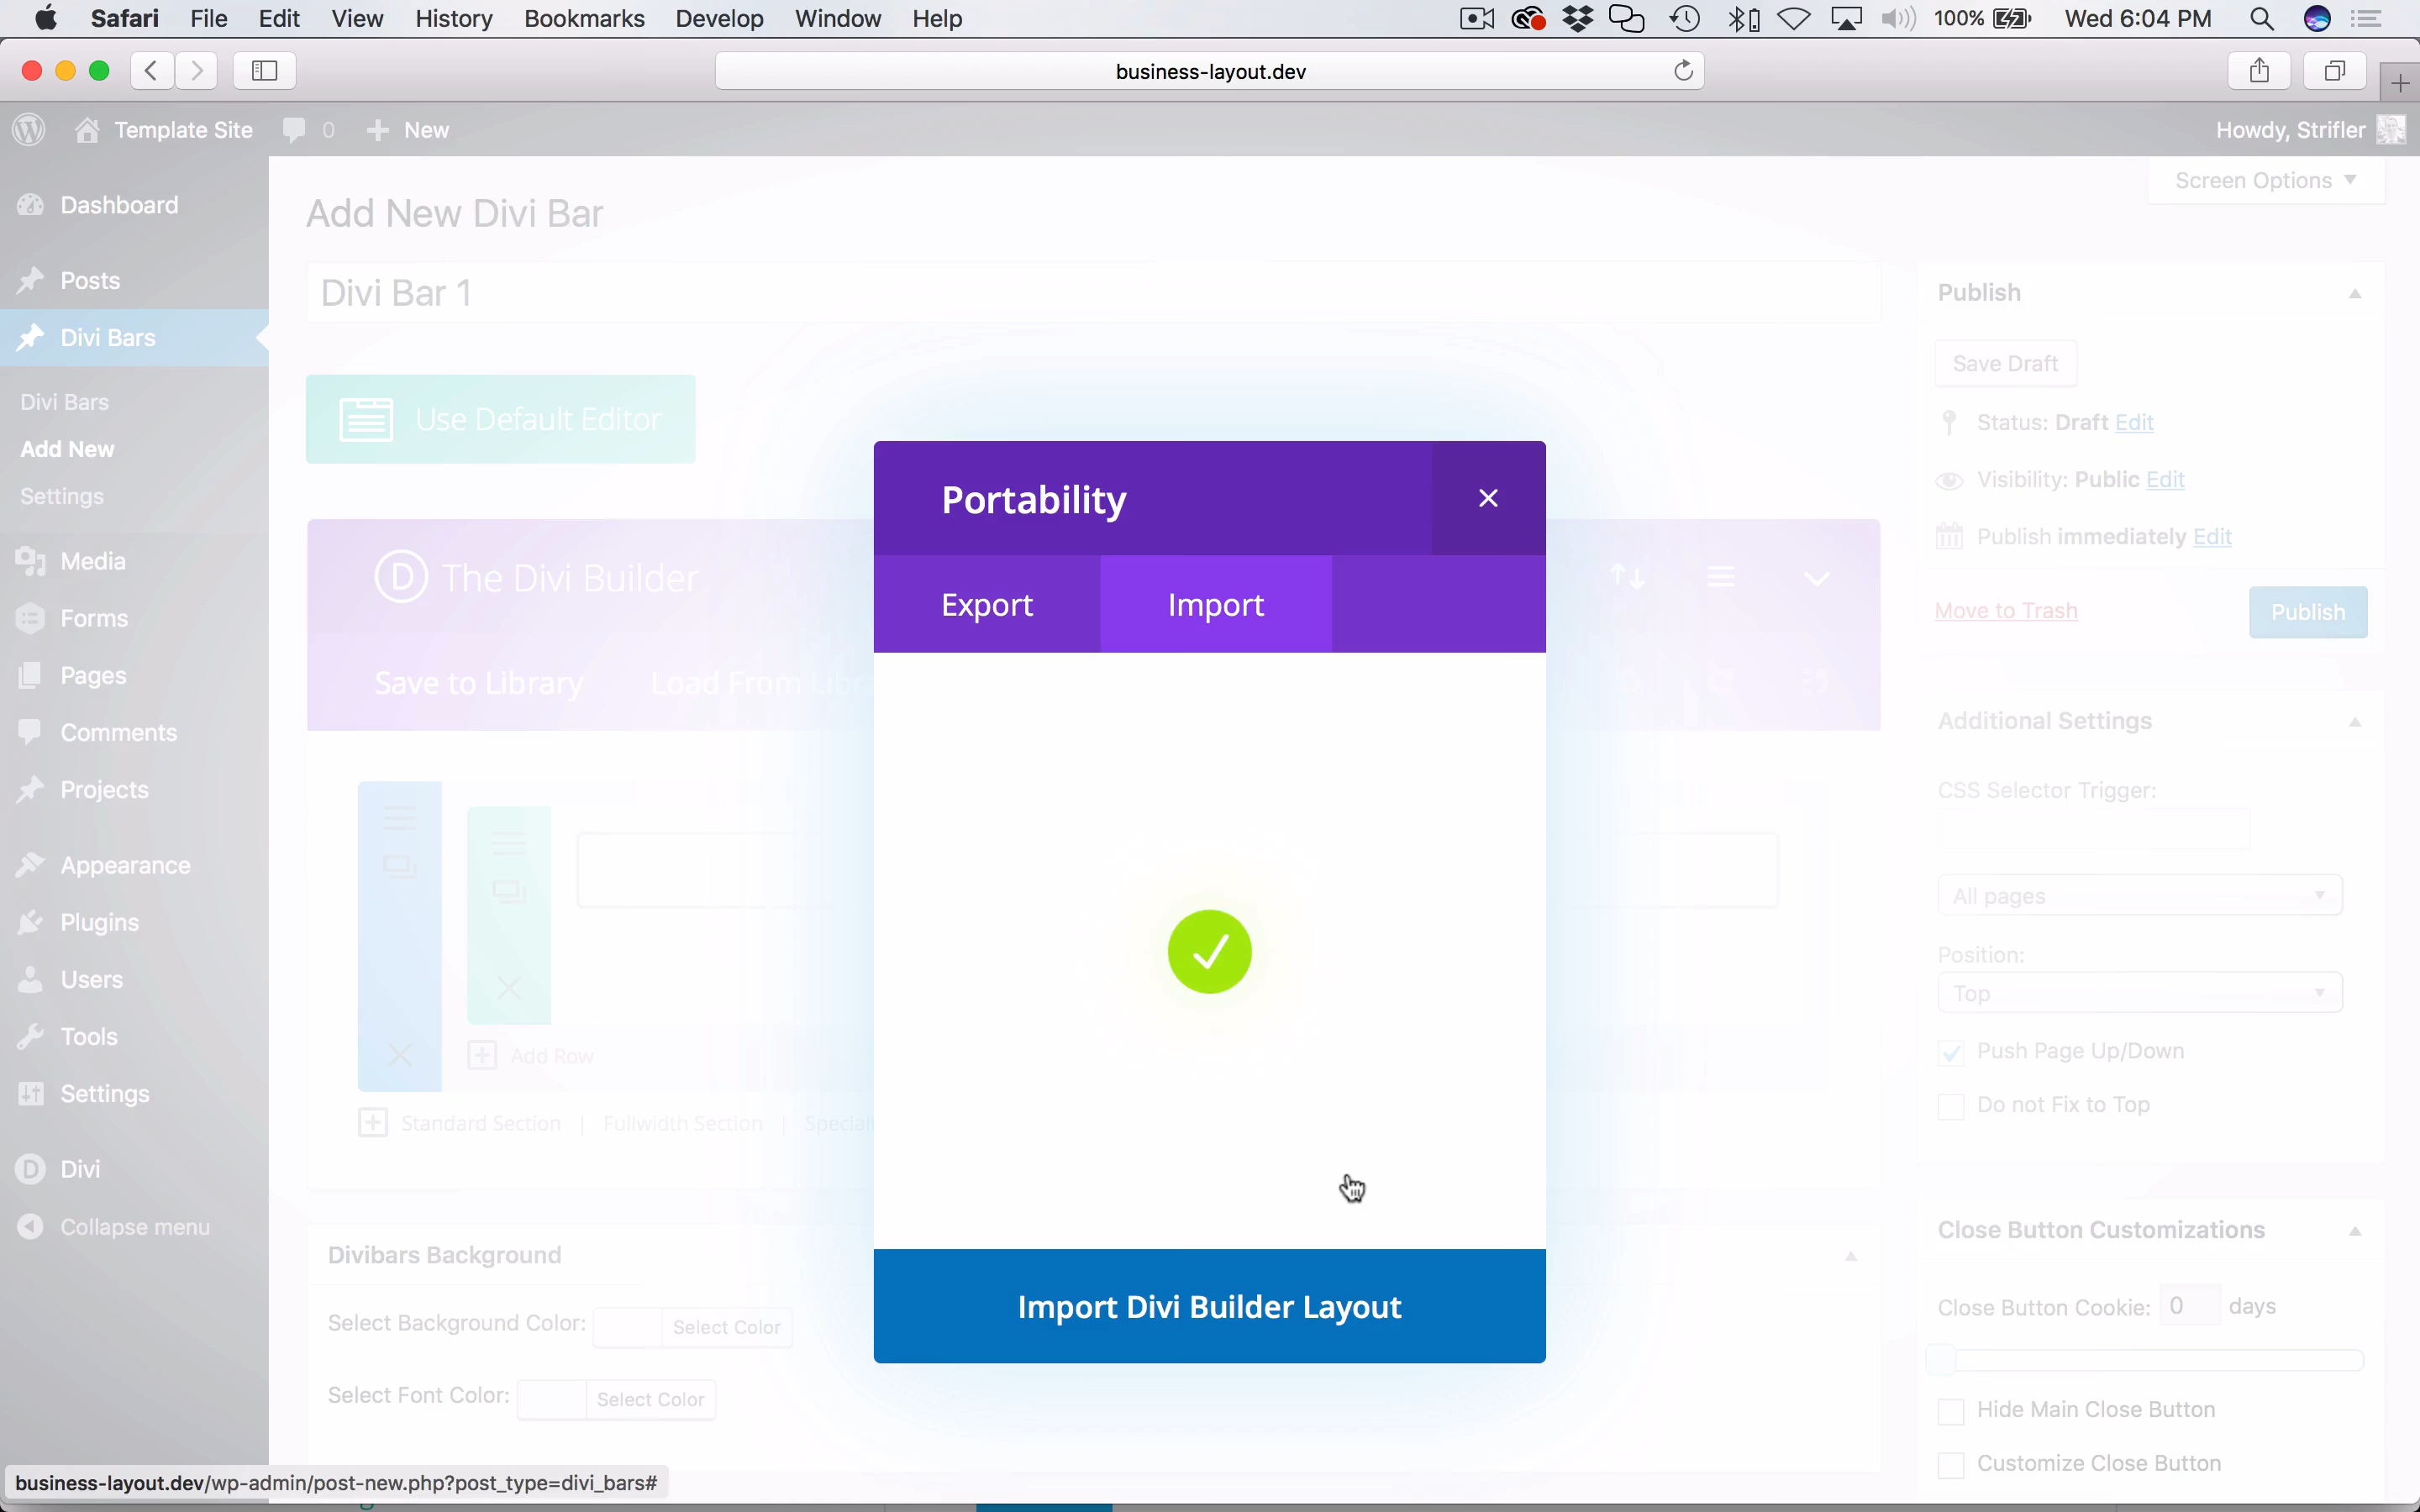 Safari File Edit View History Bookmarks Develop Window Help 100% Wed 6:04 PM
business-layout.dev
Template Site 0 New Howdy, Strifler
Screen Options
Dashboard
Posts
Divi Bars
Divi Bars
Add New
Settings
Media
Forms
Pages
Comments
Projects
Appearance
Plugins
Users
Tools
Settings
Divi
Collapse menu
Add New Divi Bar
Divi Bar 1
Use Default Editor
The Divi Builder
Save to Library Load From Libr
Add Row
Standard Section | Fullwidth Section | Special
Divibars Background
Select Background Color: Select Color
Select Font Color: Select Color
Portability
Export Import
Import Divi Builder Layout
Publish
Save Draft
Status: Draft Edit
Visibility: Public Edit
Publish immediately Edit
Move to Trash Publish
Additional Settings
CSS Selector Trigger:
All pages
Position:
Top
Push Page Up/Down
Do not Fix to Top
Close Button Customizations
Close Button Cookie: 0 days
Hide Main Close Button
Customize Close Button
business-layout.dev/wp-admin/post-new.php?post_type=divi_bars#